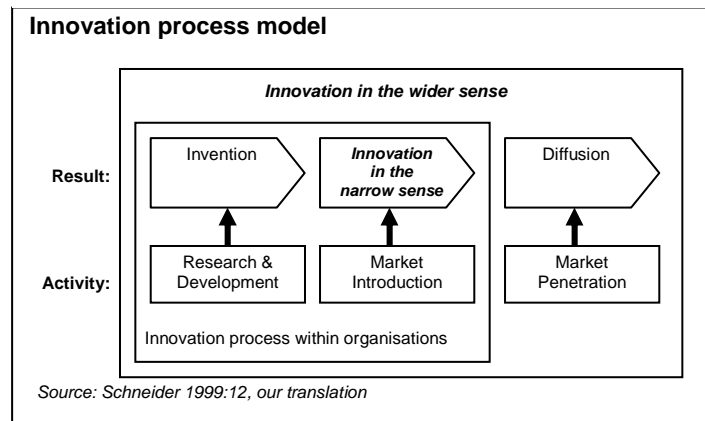 Innovation process model
Innovation in the wider sense
Result:
Invention
Innovation
in the
narrow sense
Diffusion
Activity:
Research &
Development
Market
Introduction
Market
Penetration
Innovation process within organisations
Source: Schneider 1999:12, our translation